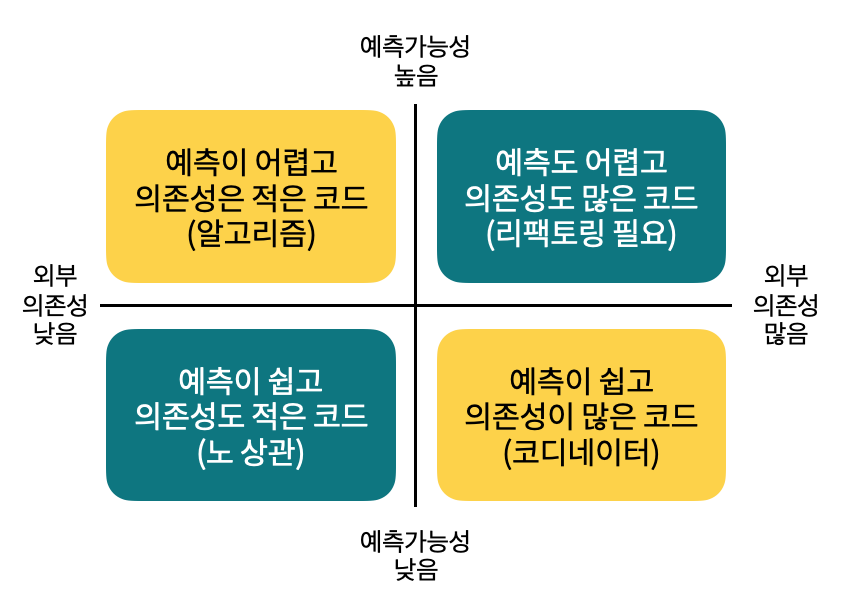 예측가능성
높음
예측이 어렵고
의존성은 적은 코드
(알고리즘)
예측도 어렵고
의존성도 많은 코드
(리팩토링 필요)
외부
의존성
낮음
외부
의존성
많음
예측이 쉽고
의존성도 적은 코드
(노 상관)
예측이 쉽고
의존성이 많은 코드
(코디네이터)
예측가능성
낮음